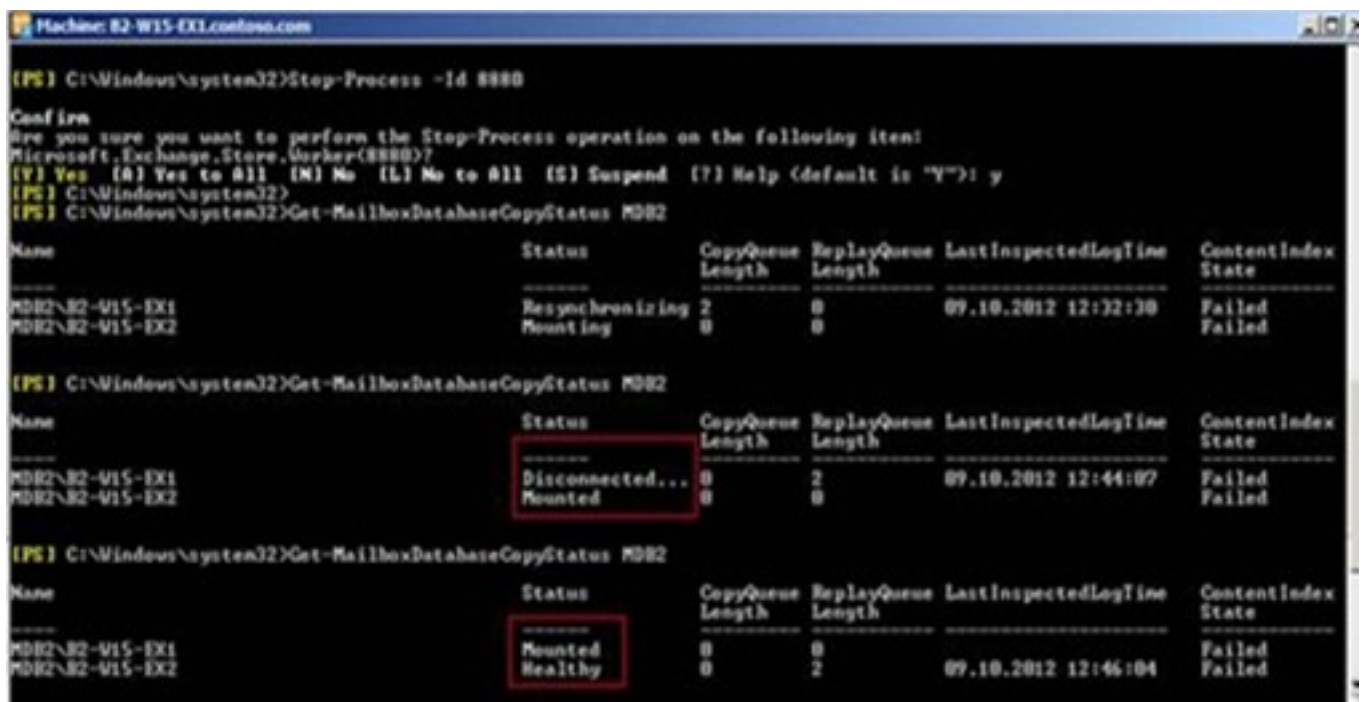 Machine: B2-W15-EX1.contoso.com
[PS] C:\Windows\system32>Stop-Process -Id 8880
Confirm
Are you sure you want to perform the Stop-Process operation on the following item:
Microsoft.Exchange.Store.Worker(8880)?
[Y] Yes [A] Yes to All [N] No [L] No to All [S] Suspend [?] Help (default is "Y"): y
[PS] C:\Windows\system32>
[PS] C:\Windows\system32>Get-MailboxDatabaseCopyStatus MDB2
Name Status CopyQueue ReplayQueue LastInspectedLogTime ContentIndex
Length Length State
---- ------ --------- ----------- -------------------- ------------
MDB2\B2-W15-EX1 Resynchronizing 2 0 09.10.2012 12:32:30 Failed
MDB2\B2-W15-EX2 Mounting 0 0 Failed
[PS] C:\Windows\system32>Get-MailboxDatabaseCopyStatus MDB2
Name Status CopyQueue ReplayQueue LastInspectedLogTime ContentIndex
Length Length State
---- ------ --------- ----------- -------------------- ------------
MDB2\B2-W15-EX1 Disconnected... 0 2 09.10.2012 12:44:07 Failed
MDB2\B2-W15-EX2 Mounted 0 0 Failed
[PS] C:\Windows\system32>Get-MailboxDatabaseCopyStatus MDB2
Name Status CopyQueue ReplayQueue LastInspectedLogTime ContentIndex
Length Length State
---- ------ --------- ----------- -------------------- ------------
MDB2\B2-W15-EX1 Mounted 0 0 Failed
MDB2\B2-W15-EX2 Healthy 0 2 09.10.2012 12:46:04 Failed